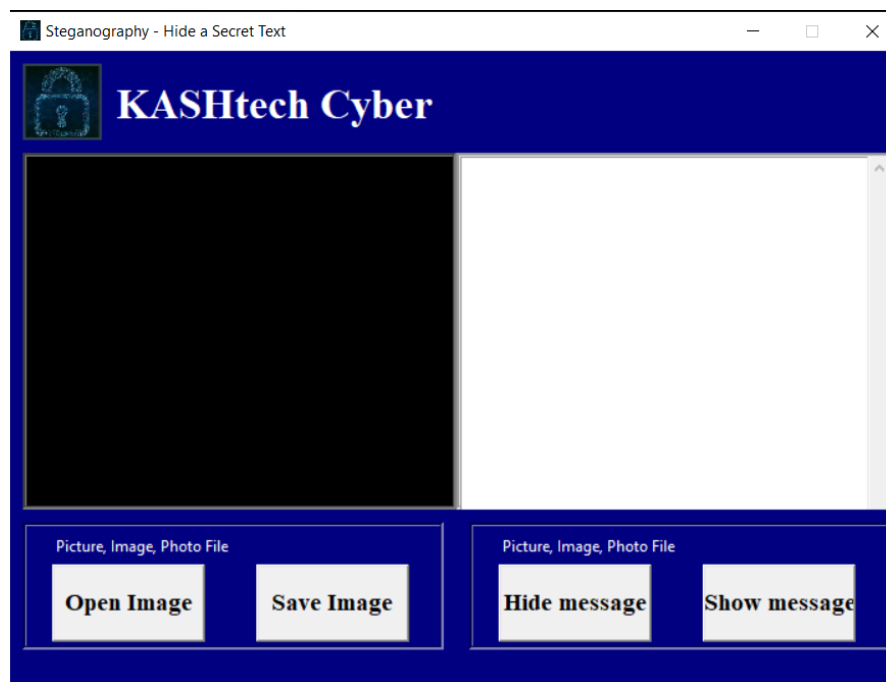 Steganography - Hide a Secret Text
KASHtech Cyber
Picture, Image, Photo File
Open Image
Save Image
Picture, Image, Photo File
Hide message
Show message